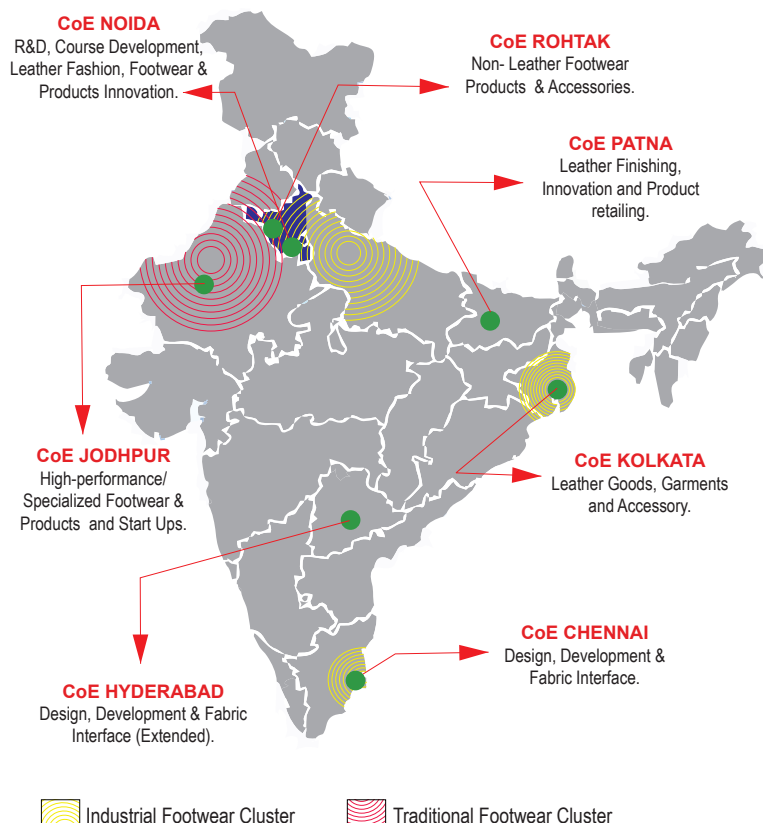 CoE NOIDA
R&D, Course Development,
Leather Fashion, Footwear &
Products Innovation.
CoE ROHTAK
Non- Leather Footwear
Products & Accessories.
CoE PATNA
Leather Finishing,
Innovation and Product
retailing.
CoE JODHPUR
High-performance/
Specialized Footwear &
Products and Start Ups.
CoE KOLKATA
Leather Goods, Garments
and Accessory.
CoE CHENNAI
Design, Development &
Fabric Interface.
CoE HYDERABAD
Design, Development & Fabric
Interface (Extended).
Industrial Footwear Cluster
Traditional Footwear Cluster